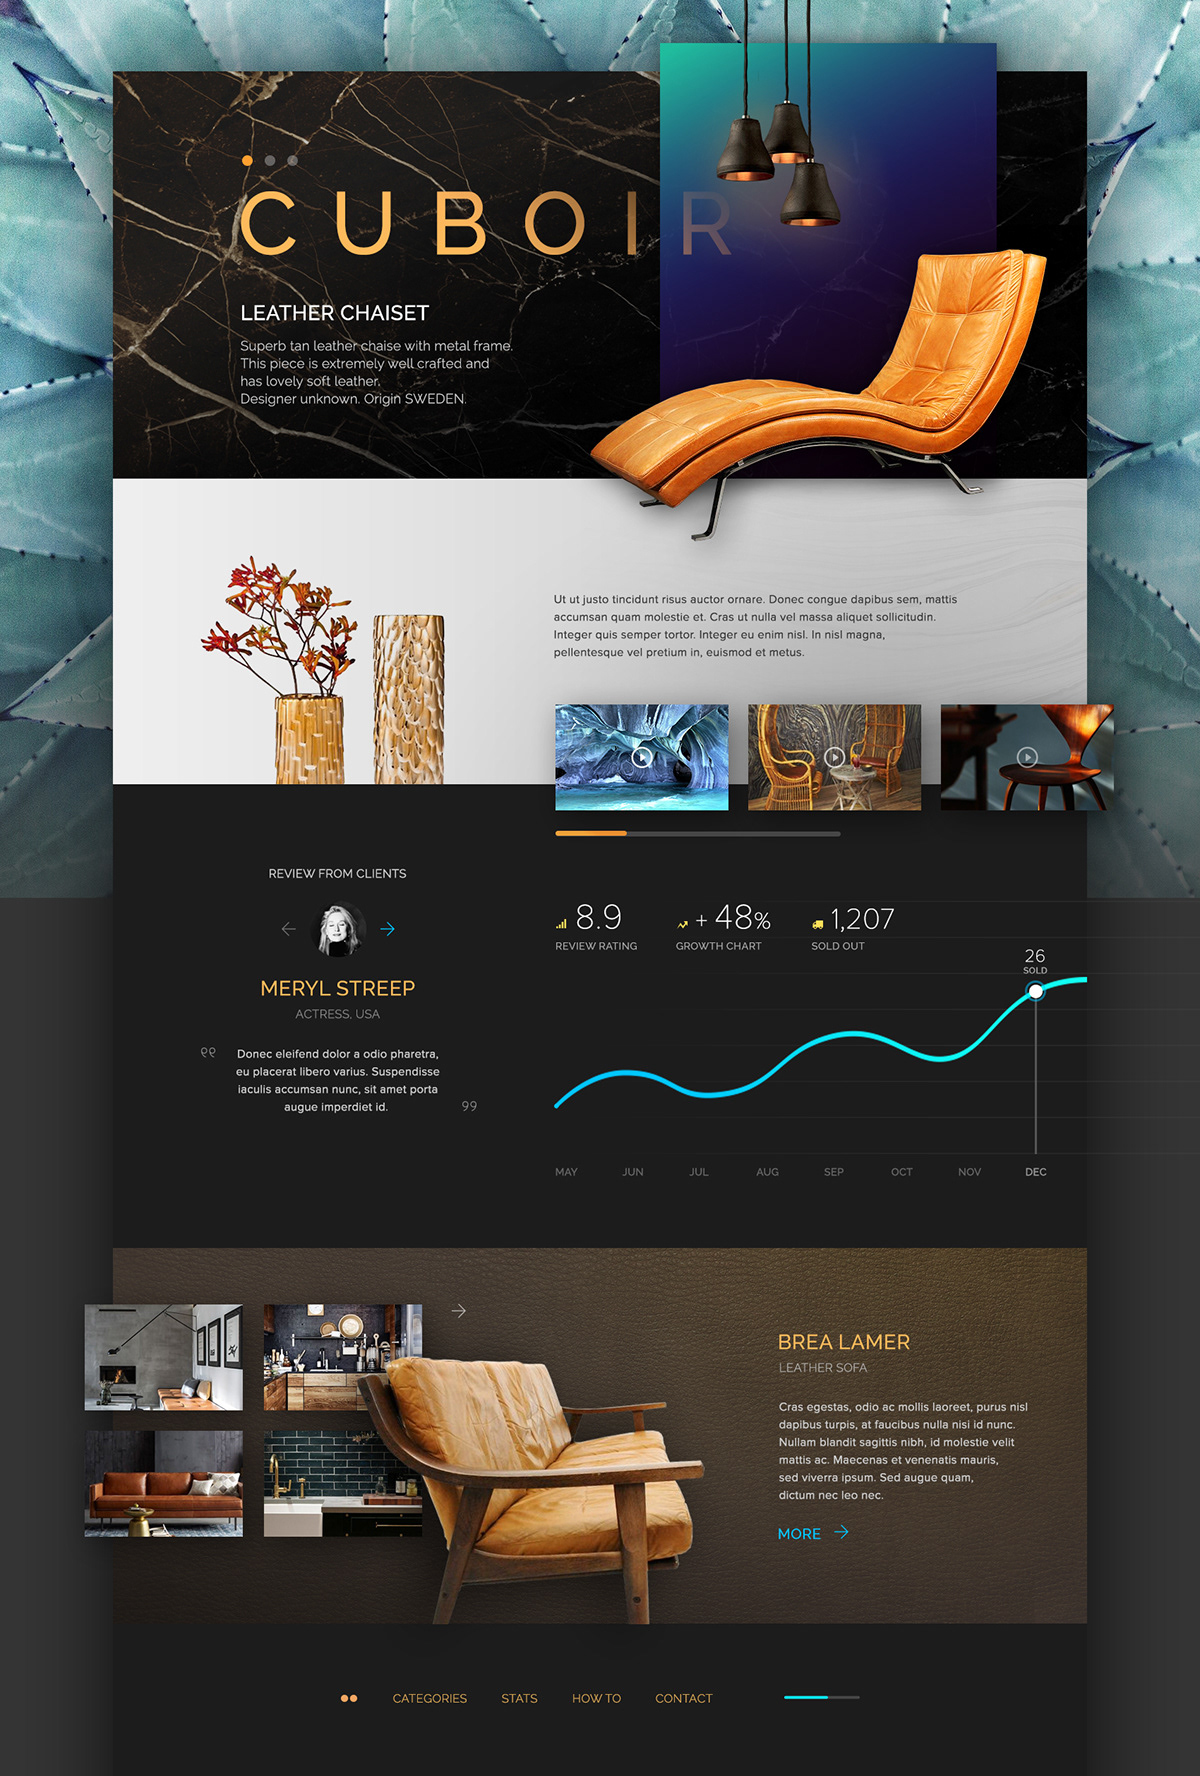 CUBOIR
LEATHER CHAISET
Superb tan leather chaise with metal frame.
This piece is extremely well crafted and
has lovely soft leather.
Designer unknown. Origin SWEDEN.
Ut ut justo tincidunt risus auctor ornare. Donec congue dapibus sem, mattis
accumsan quam molestie et. Cras ut nulla vel massa aliquet sollicitudin.
Integer quis semper tortor. Integer eu enim nisl. In nisl magna,
pellentesque vel pretium in, euismod et metus.
REVIEW FROM CLIENTS
MERYL STREEP
ACTRESS, USA
Donec eleifend dolor a odio pharetra,
eu placerat libero varius. Suspendisse
iaculis accumsan nunc, sit amet porta
augue imperdiet id.
8.9
REVIEW RATING
+ 48%
GROWTH CHART
1,207
SOLD OUT
26
SOLD
MAY JUN JUL AUG SEP OCT NOV DEC
BREA LAMER
LEATHER SOFA
Cras egestas, odio ac mollis laoreet, purus nisl
dapibus turpis, at faucibus nulla nisi id nunc.
Nullam blandit sagittis nibh, id molestie velit
mattis ac. Maecenas et venenatis mauris,
sed viverra ipsum. Sed augue quam,
dictum nec leo nec.
MORE
CATEGORIES STATS HOW TO CONTACT